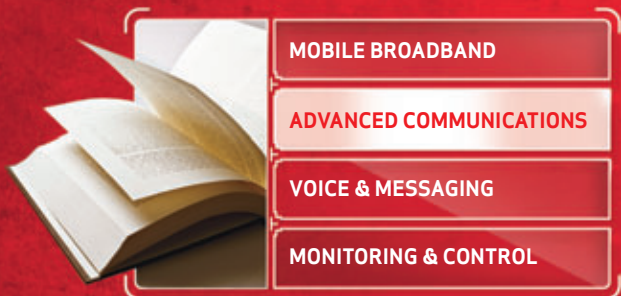 MOBILE BROADBAND
ADVANCED COMMUNICATIONS
VOICE & MESSAGING
MONITORING & CONTROL